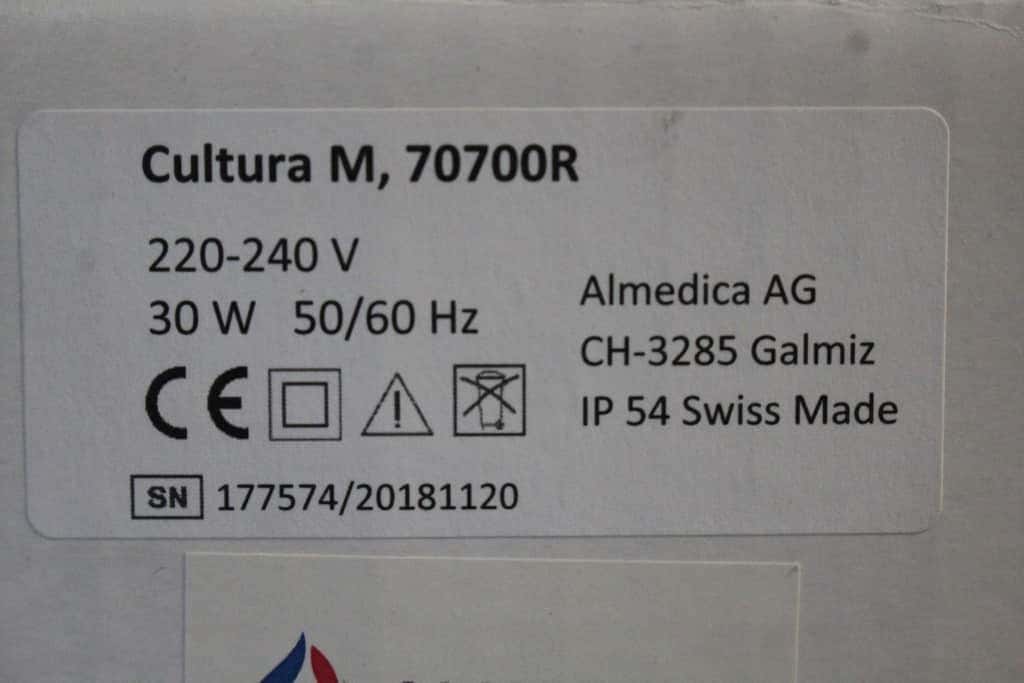 Cultura M, 70700R
220-240 V
30 W 50/60 Hz
CE
SN 177574/20181120
Almedica AG
CH-3285 Galmiz
IP 54 Swiss Made